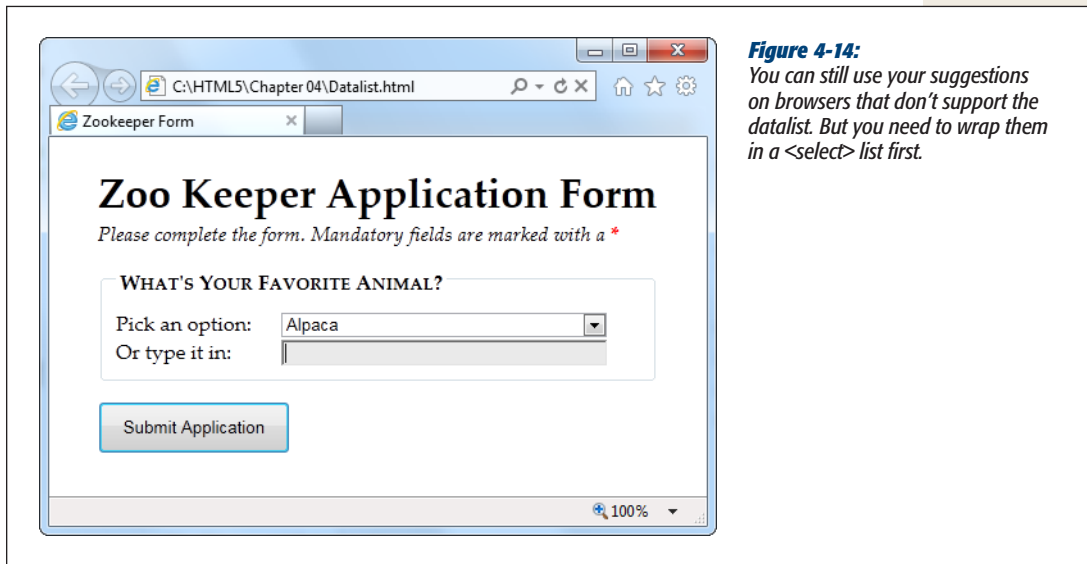 C:\HTML5\Chapter 04\Datalist.html
Zookeeper Form
Zoo Keeper Application Form
Please complete the form. Mandatory fields are marked with a *
WHAT'S YOUR FAVORITE ANIMAL?
Pick an option:
Alpaca
Or type it in:
Submit Application
100%
Figure 4-14:
You can still use your suggestions
on browsers that don't support the
datalist. But you need to wrap them
in a <select> list first.